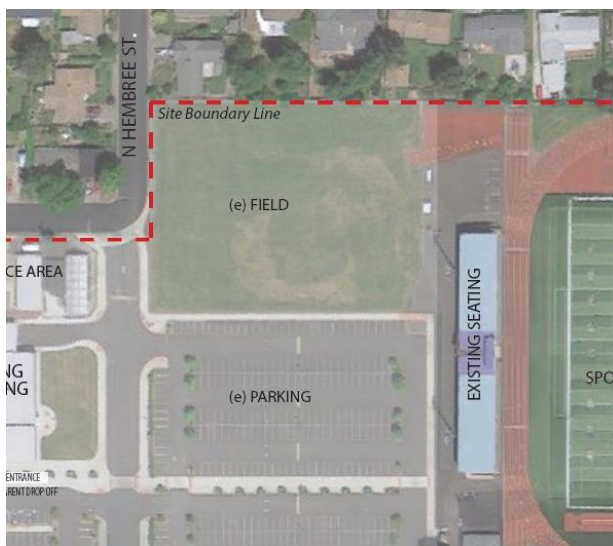 N HEMBREE ST
Site Boundary Line
(e) FIELD
CE AREA
EXISTING SEATING
NG
NG
SPO
(e) PARKING
ENTRANCE
ARENT DROP OFF